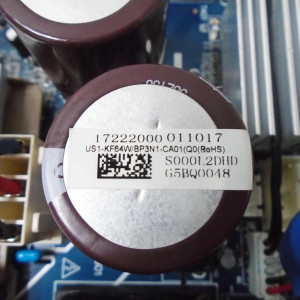 17222000 011017
US1-KF64W/BP3N1-CA01(Q0(RoHS)
S000L2DHD
G5BQ0048